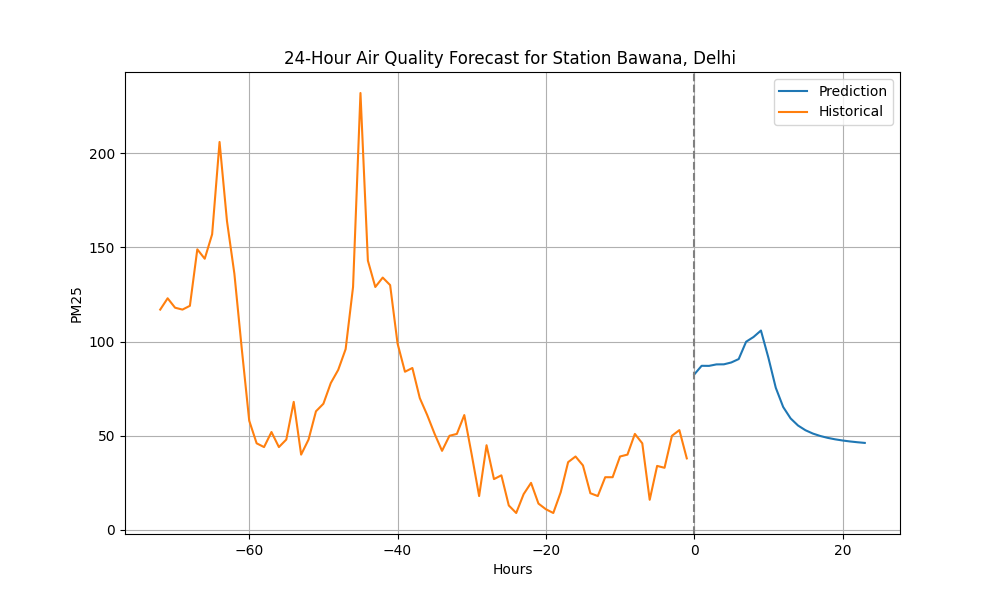 24-Hour Air Quality Forecast for Station Bawana, Delhi
Prediction
Historical
PM25
200
150
100
50
0
−60
−40
−20
0
20
Hours